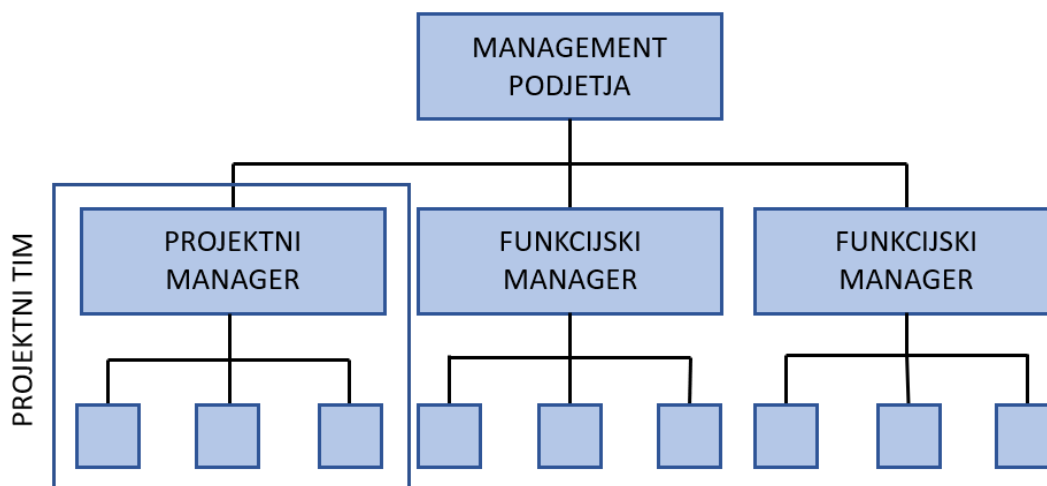 MANAGEMENT
PODJETJA
PROJEKTNI TIM
PROJEKTNI
MANAGER
FUNKCIJSKI
MANAGER
FUNKCIJSKI
MANAGER